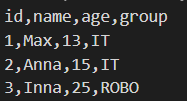 id,name,age,group
1,Max,13,IT
2,Anna,15,IT
3,Inna,25,ROBO